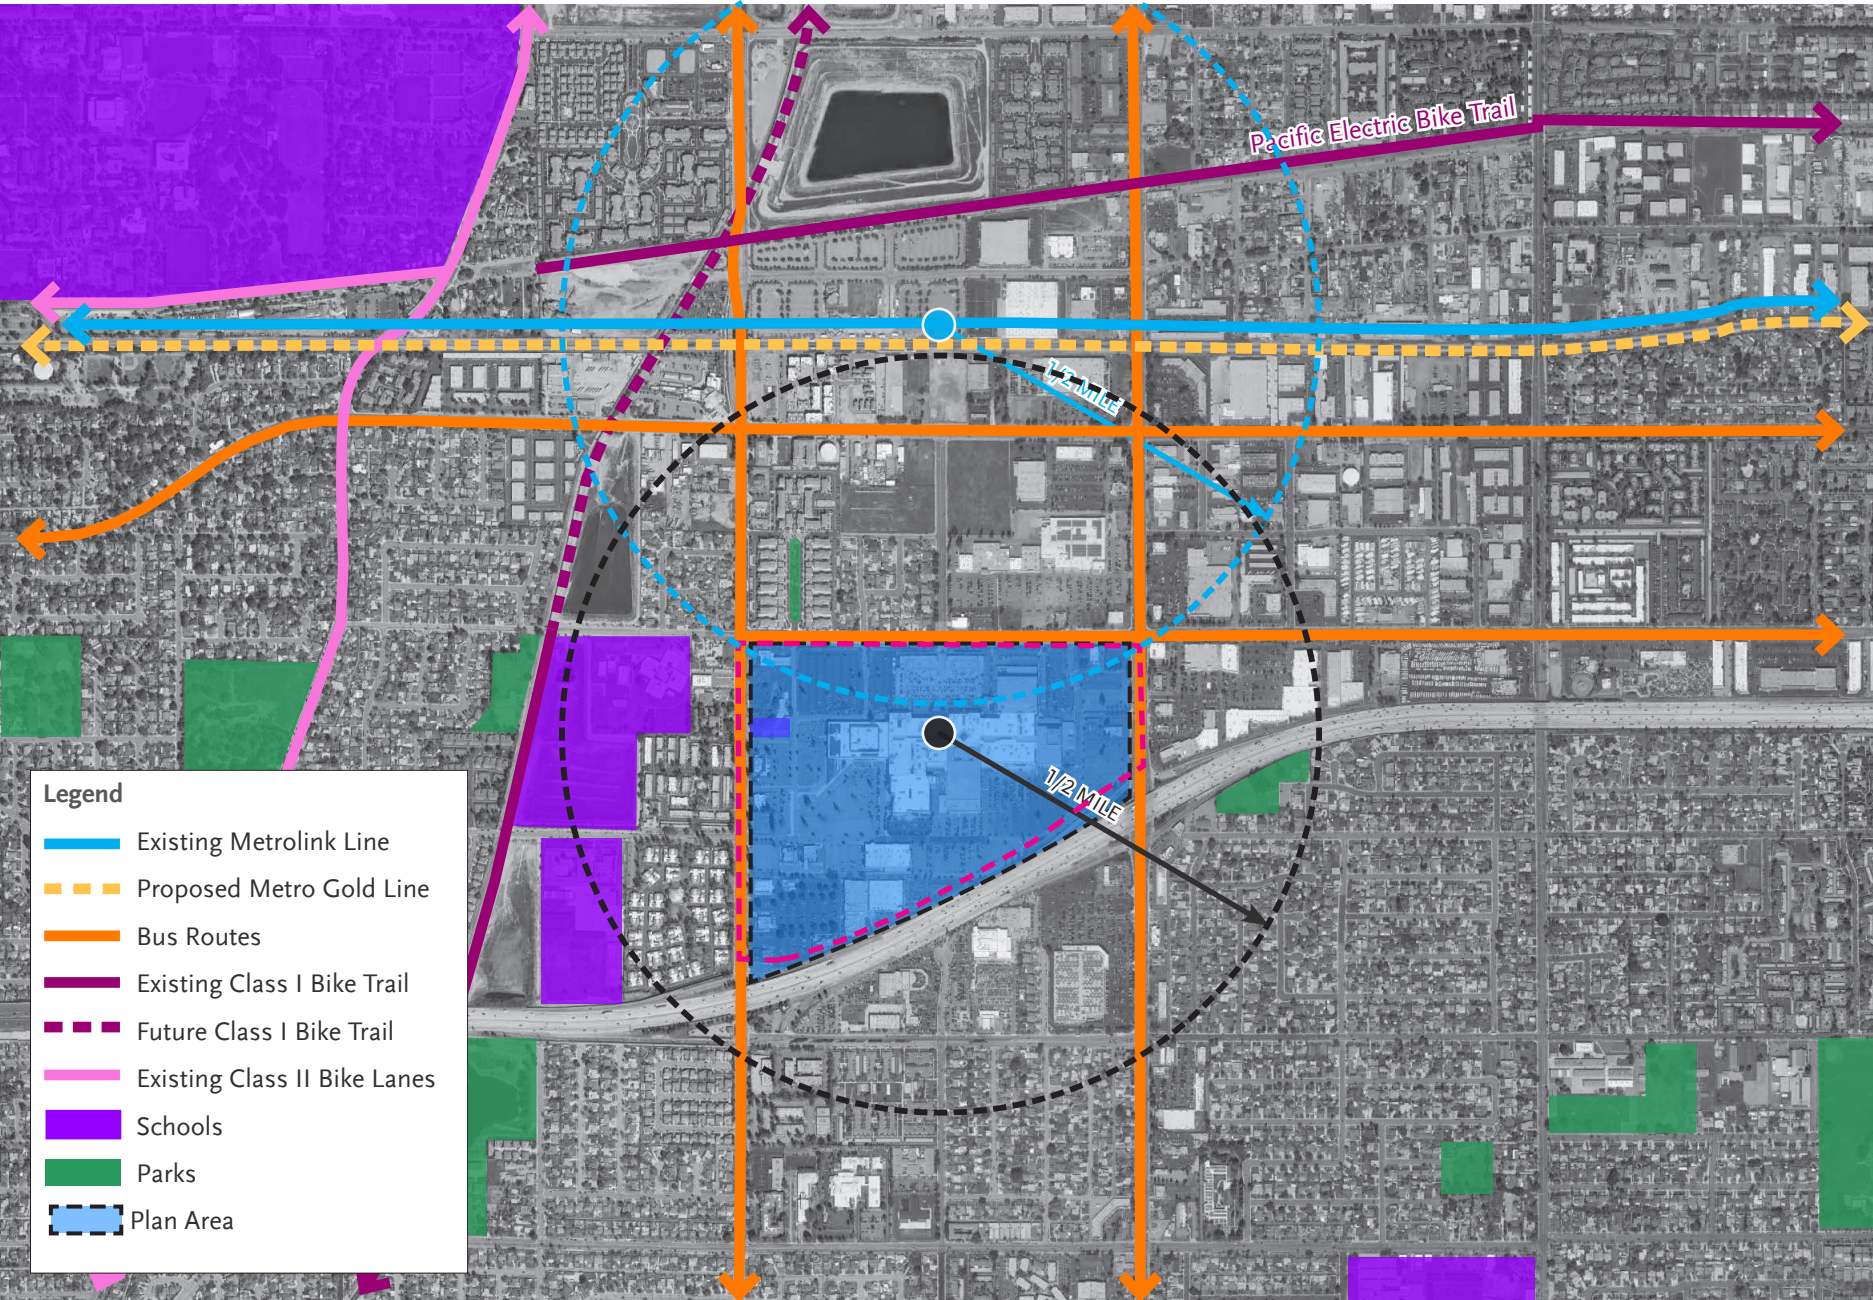 Pacific Electric Bike Trail
1/2 MILE
1/2 MILE
Legend
Existing Metrolink Line
Proposed Metro Gold Line
Bus Routes
Existing Class I Bike Trail
Future Class I Bike Trail
Existing Class II Bike Lanes
Schools
Parks
Plan Area